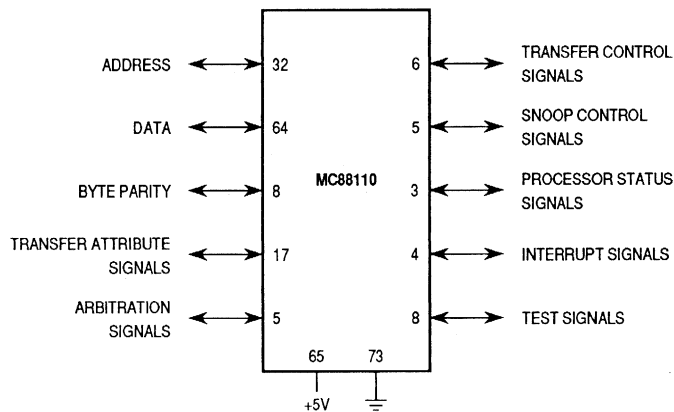 ADDRESS
32
DATA
64
BYTE PARITY
8
TRANSFER ATTRIBUTE
SIGNALS
17
ARBITRATION
SIGNALS
5
MC88110
6
TRANSFER CONTROL
SIGNALS
5
SNOOP CONTROL
SIGNALS
3
PROCESSOR STATUS
SIGNALS
4
INTERRUPT SIGNALS
8
TEST SIGNALS
65
73
+5V